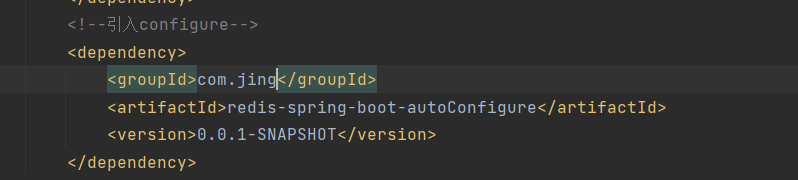 <!--引入configure-->
<dependency>
<groupId>com.jing</groupId>
<artifactId>redis-spring-boot-autoConfigure</artifactId>
<version>0.0.1-SNAPSHOT</version>
</dependency>